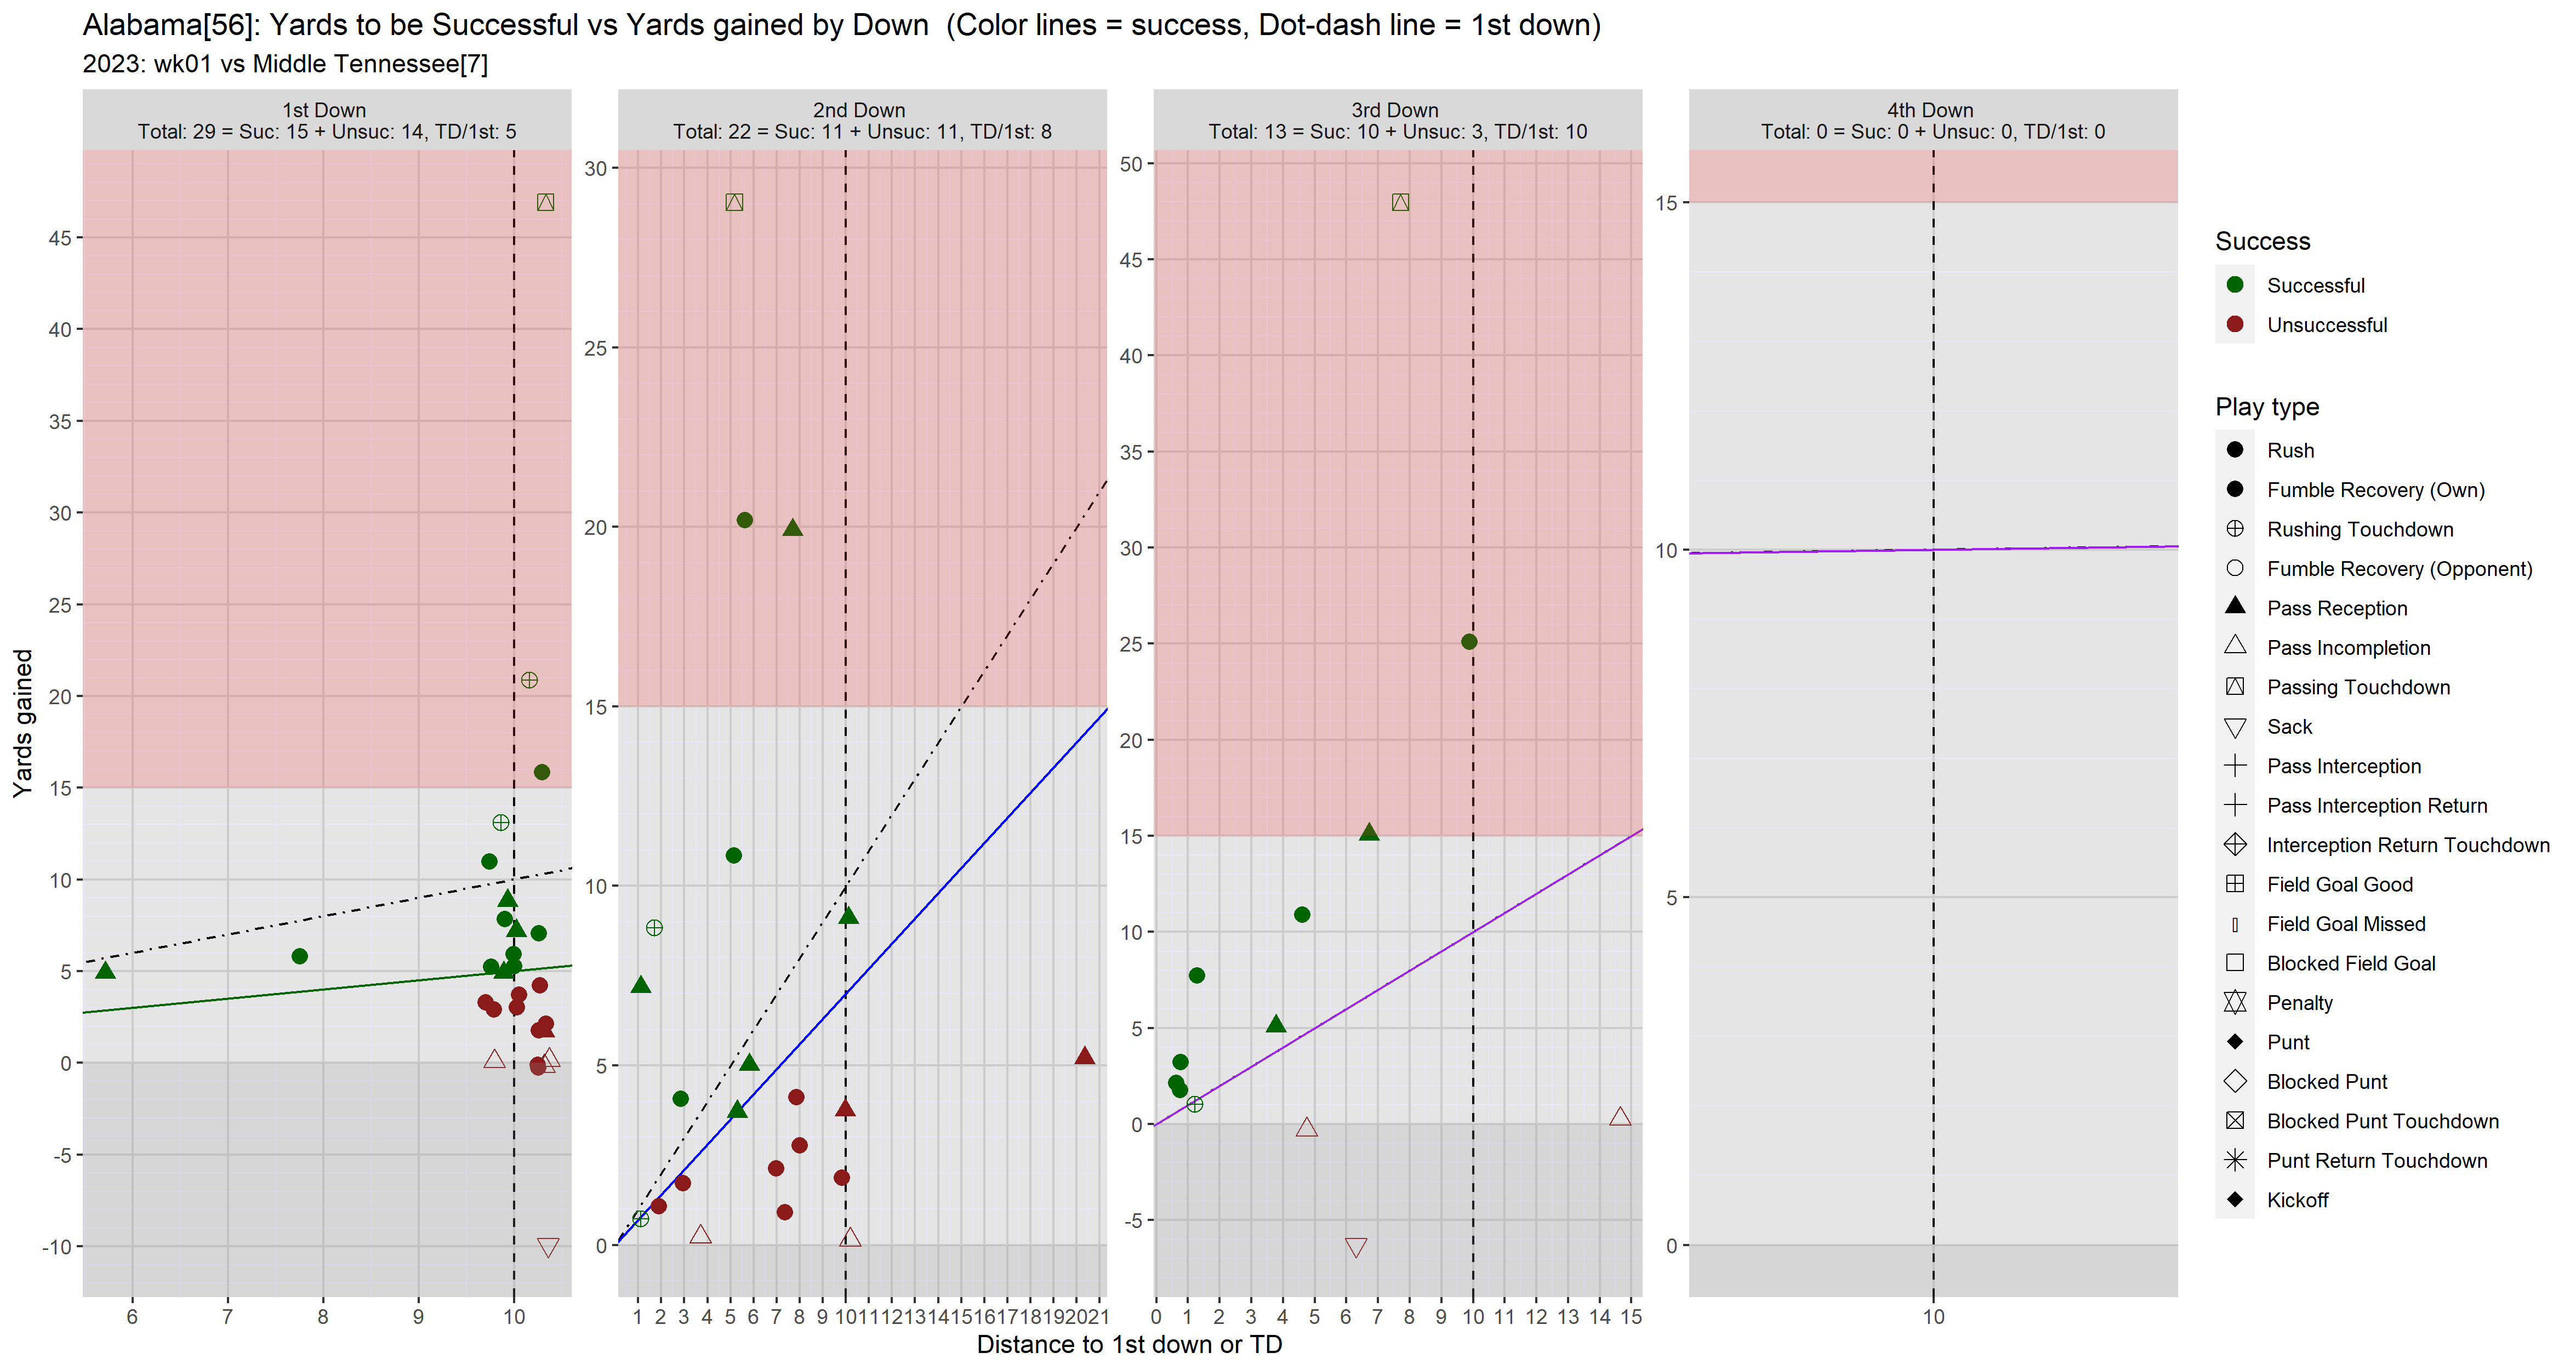 Alabama[56]: Yards to be Successful vs Yards gained by Down  (Color lines = success, Dot-dash line = 1st down)
2023: wk01 vs Middle Tennessee[7]
1st Down
Total: 29 = Suc: 15 + Unsuc: 14, TD/1st: 5
2nd Down
Total: 22 = Suc: 11 + Unsuc: 11, TD/1st: 8
3rd Down
Total: 13 = Suc: 10 + Unsuc: 3, TD/1st: 10
4th Down
Total: 0 = Suc: 0 + Unsuc: 0, TD/1st: 0
Yards gained
45
40
35
30
25
20
15
10
5
0
-5
-10
6 7 8 9 10
30
25
20
15
10
5
0
1 2 3 4 5 6 7 8 9 10 11 12 13 14 15 16 17 18 19 20 21
50
45
40
35
30
25
20
15
10
5
0
-5
0 1 2 3 4 5 6 7 8 9 10 11 12 13 14 15
15
10
5
0
10
Distance to 1st down or TD
Success
Successful
Unsuccessful
Play type
Rush
Fumble Recovery (Own)
Rushing Touchdown
Fumble Recovery (Opponent)
Pass Reception
Pass Incompletion
Passing Touchdown
Sack
Pass Interception
Pass Interception Return
Interception Return Touchdown
Field Goal Good
Field Goal Missed
Blocked Field Goal
Penalty
Punt
Blocked Punt
Blocked Punt Touchdown
Punt Return Touchdown
Kickoff